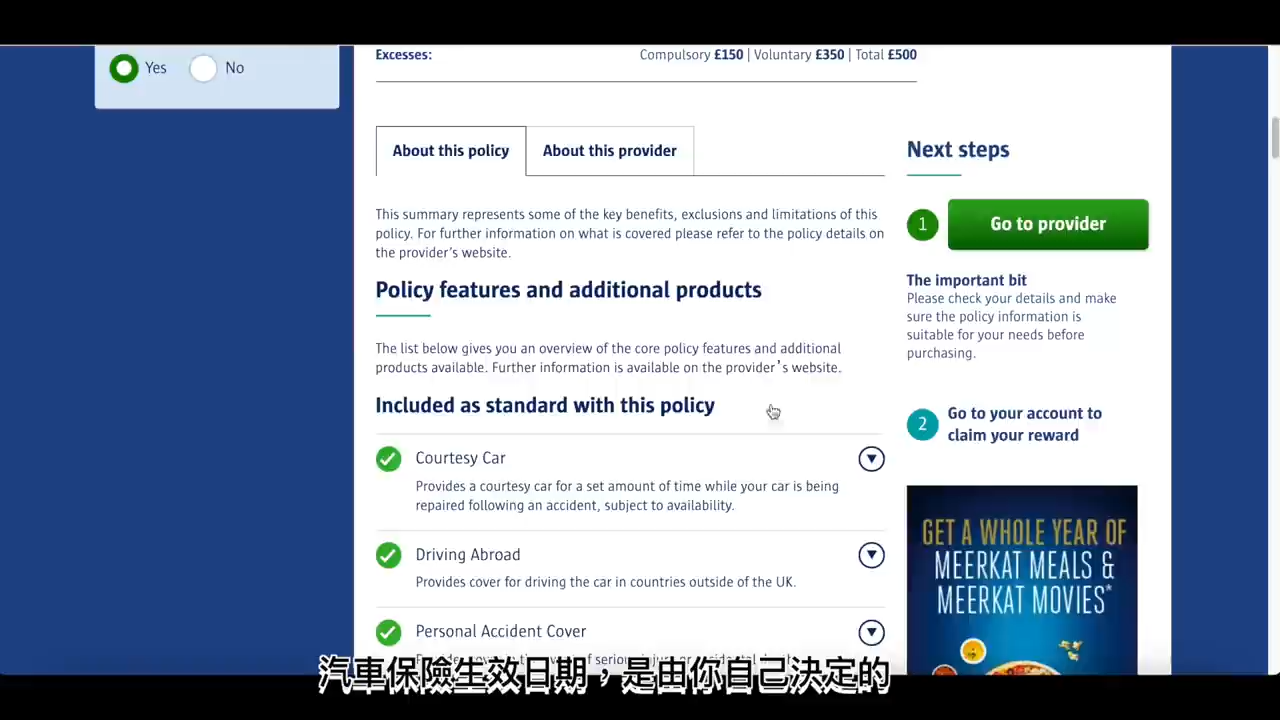 Yes No
Excesses: Compulsory £150 | Voluntary £350 | Total £500
About this policy About this provider
This summary represents some of the key benefits, exclusions and limitations of this
policy. For further information on what is covered please refer to the policy details on
the provider's website.
Policy features and additional products
The list below gives you an overview of the core policy features and additional
products available. Further information is available on the provider's website.
Included as standard with this policy
Courtesy Car
Provides a courtesy car for a set amount of time while your car is being
repaired following an accident, subject to availability.
Driving Abroad
Provides cover for driving the car in countries outside of the UK.
Personal Accident Cover
Next steps
1 Go to provider
The important bit
Please check your details and make
sure the policy information is
suitable for your needs before
purchasing.
2 Go to your account to
claim your reward
GET A WHOLE YEAR OF
MEERKAT MEALS &
MEERKAT MOVIES*
汽車保險生效日期，是由你自己決定的